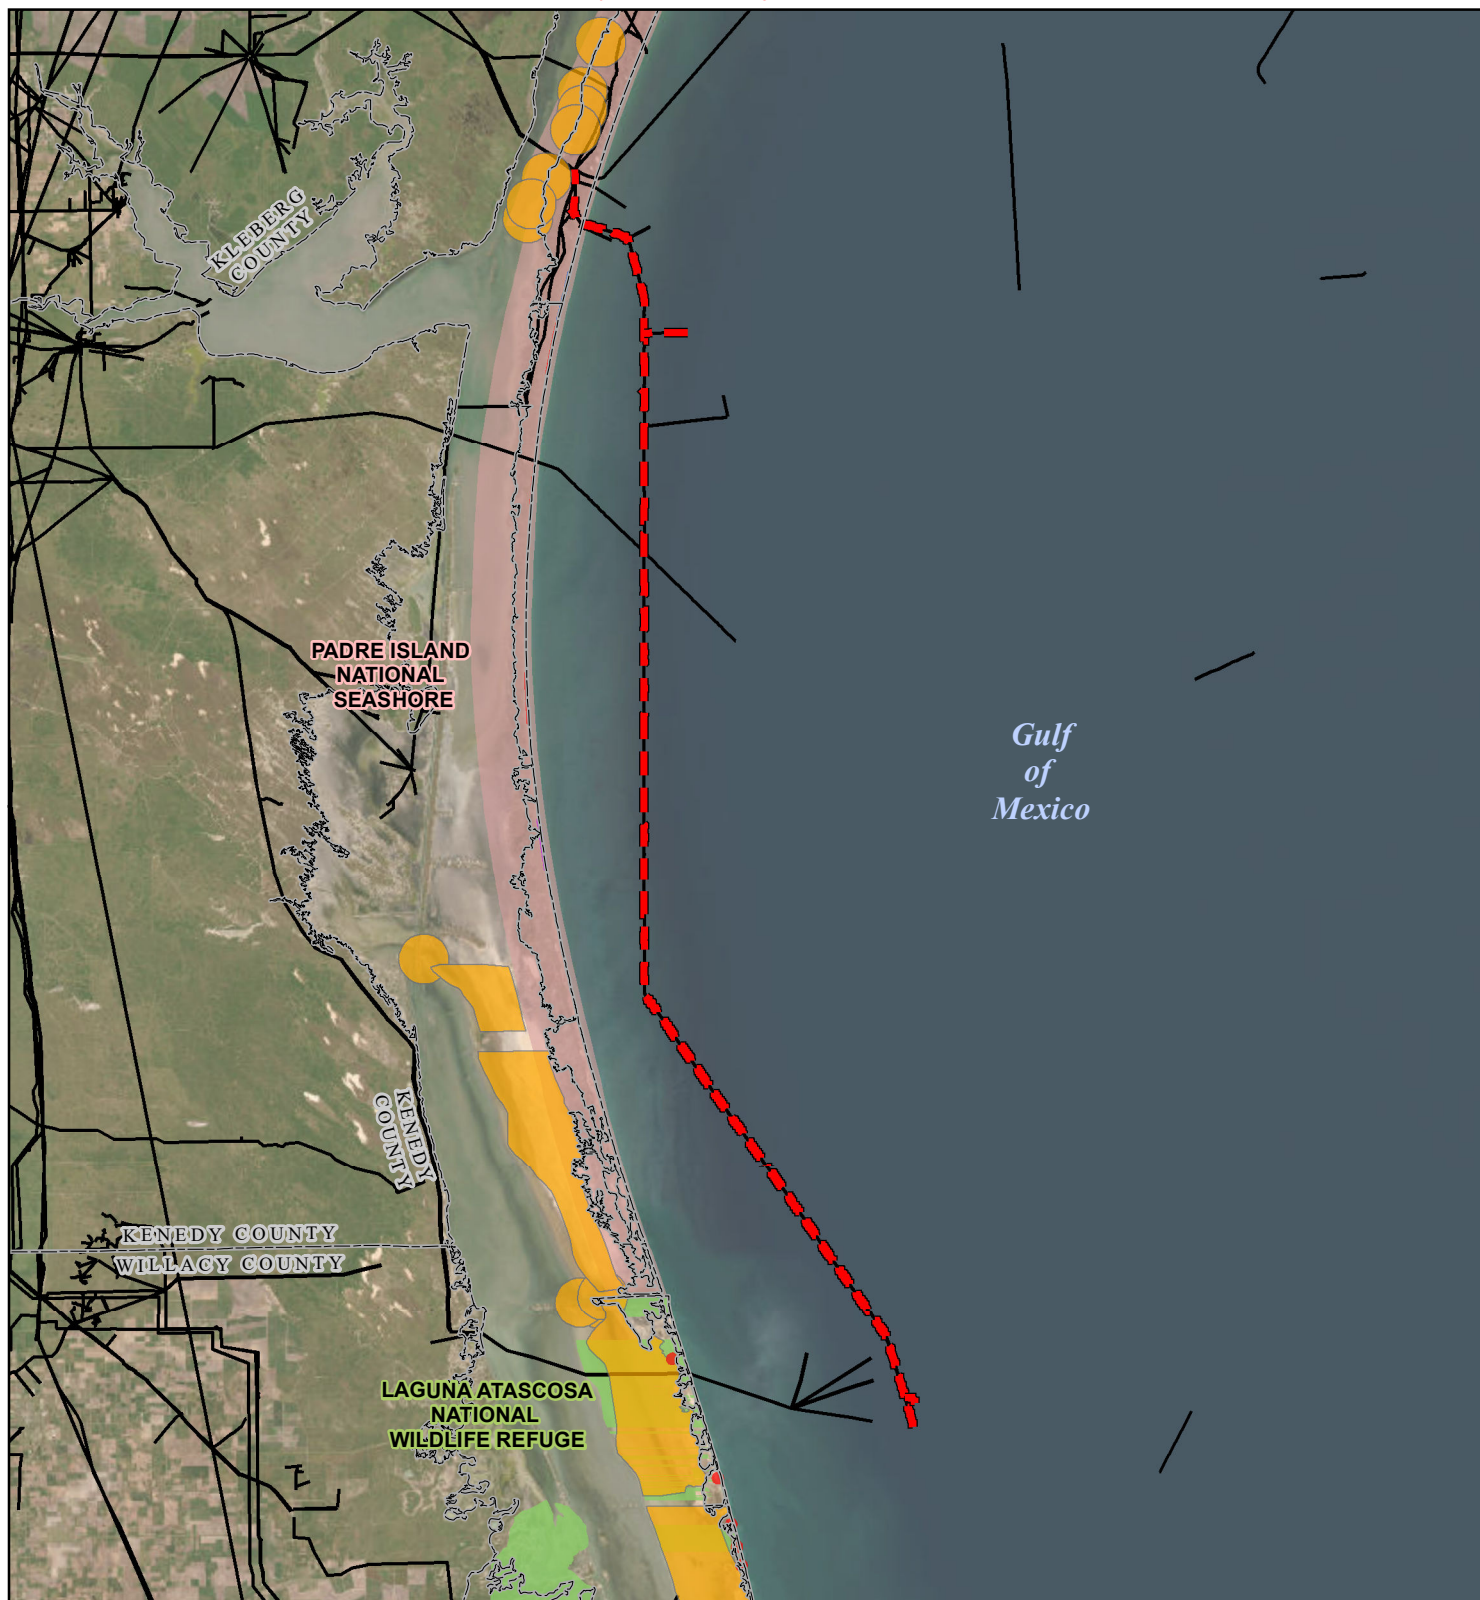 KLEBERG
COUNTY
PADRE ISLAND
NATIONAL
SEASHORE
Gulf
of
Mexico
KENEDY
COUNTY
KENEDY COUNTY
WILLACY COUNTY
LAGUNA ATASCOSA
NATIONAL
WILDLIFE REFUGE